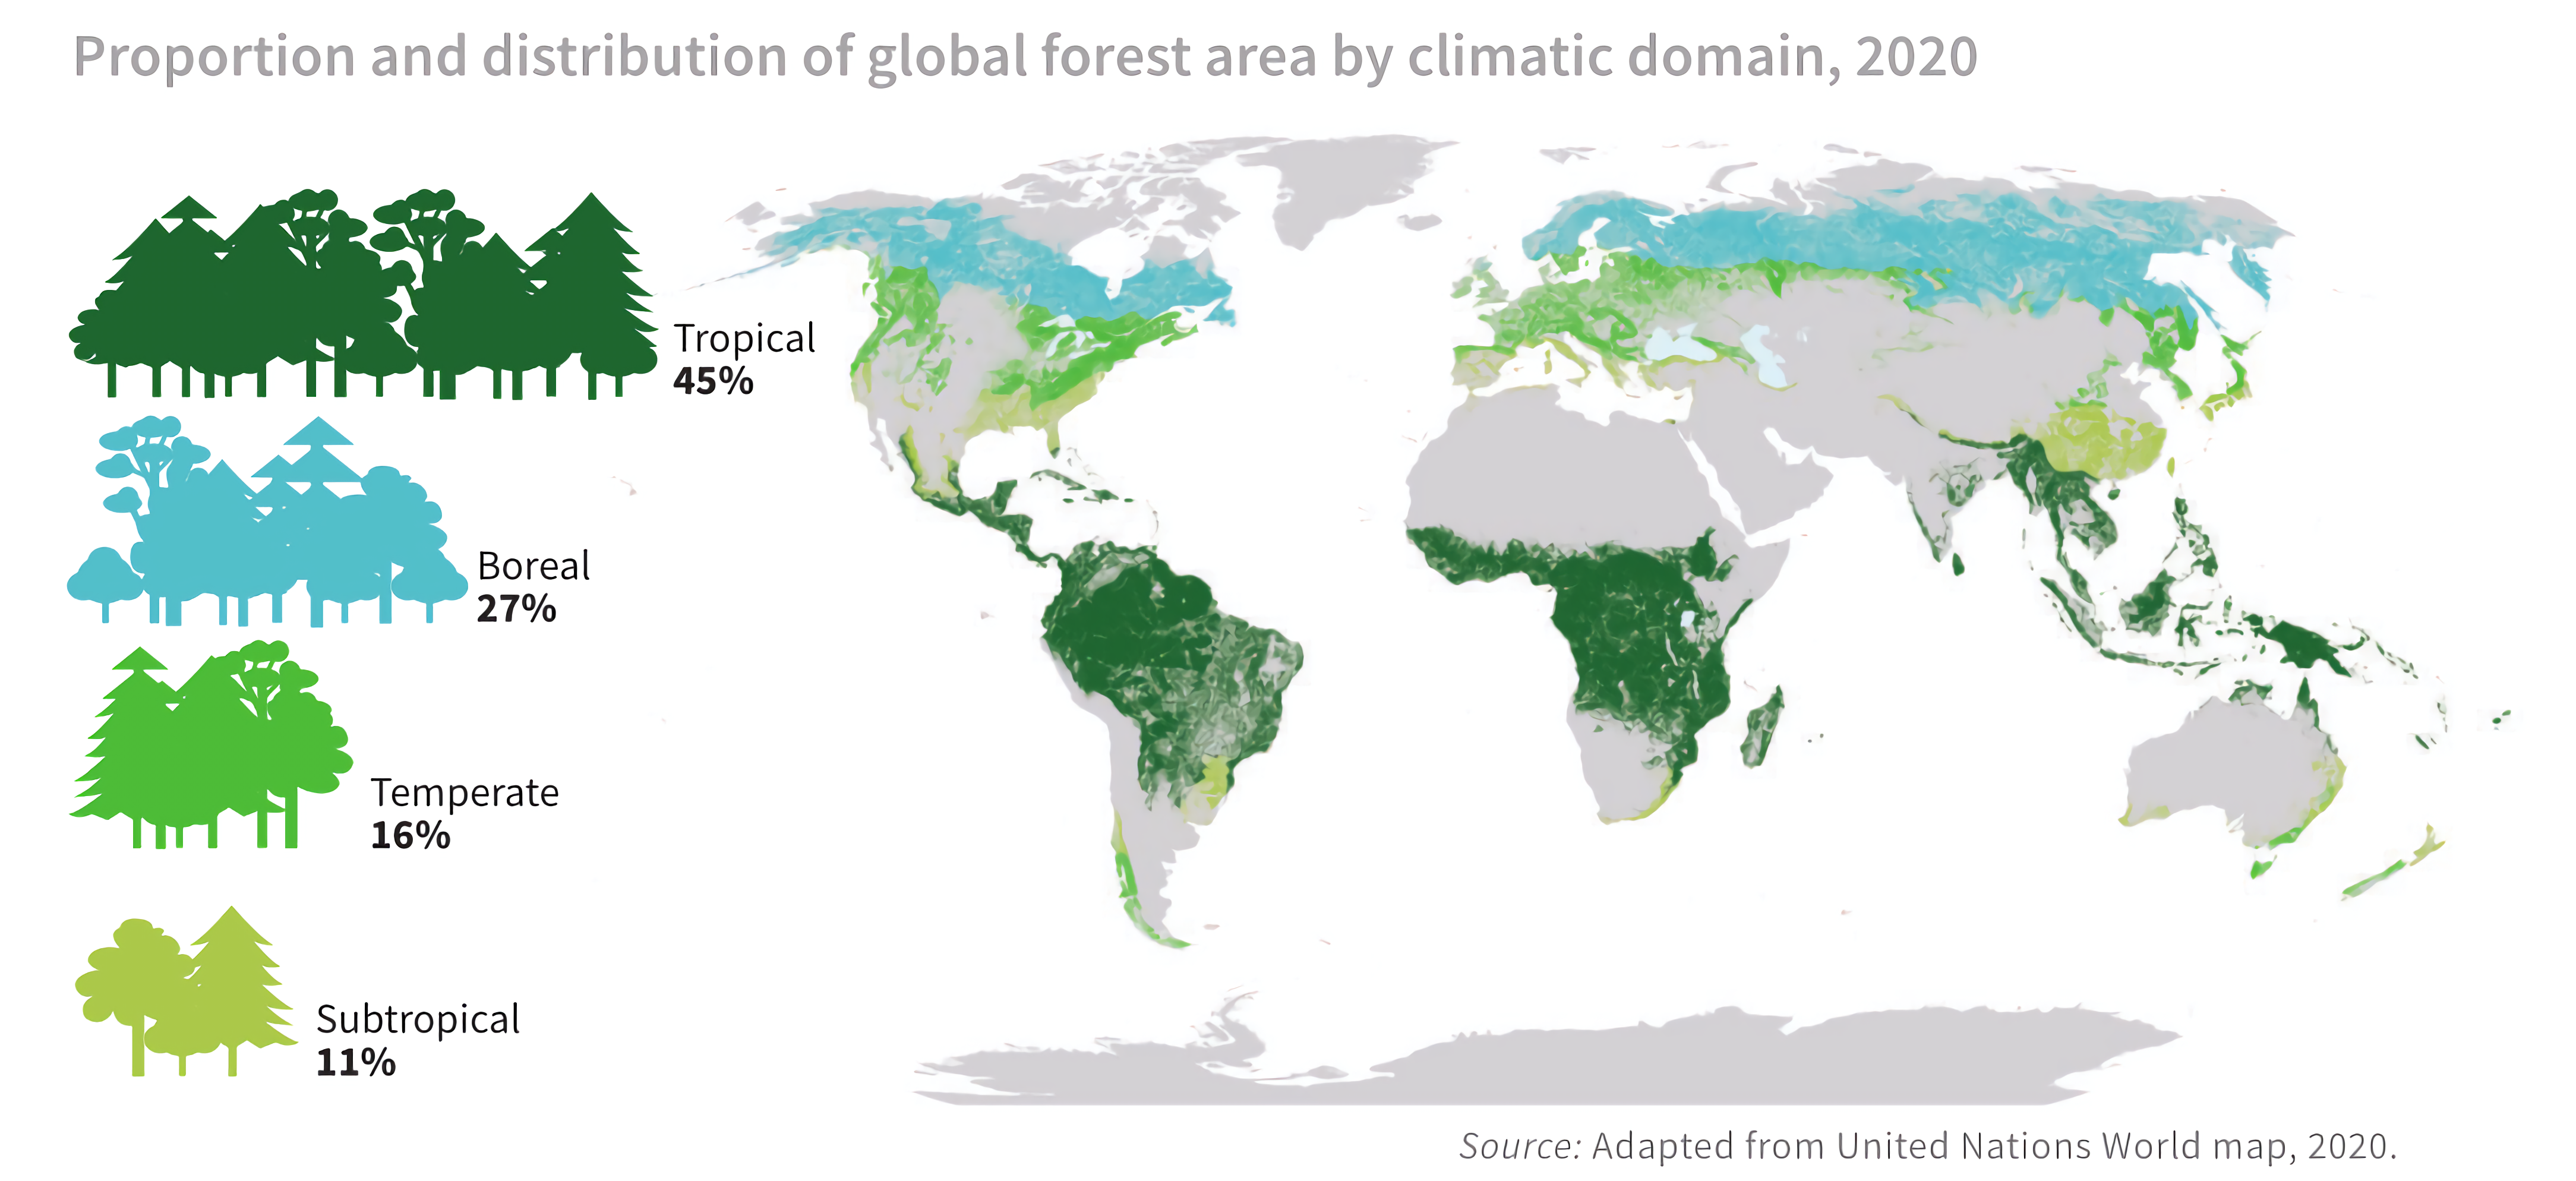 Proportion and distribution of global forest area by climatic domain, 2020
Tropical
45%
Boreal
27%
Temperate
16%
Subtropical
11%
Source: Adapted from United Nations World map, 2020.